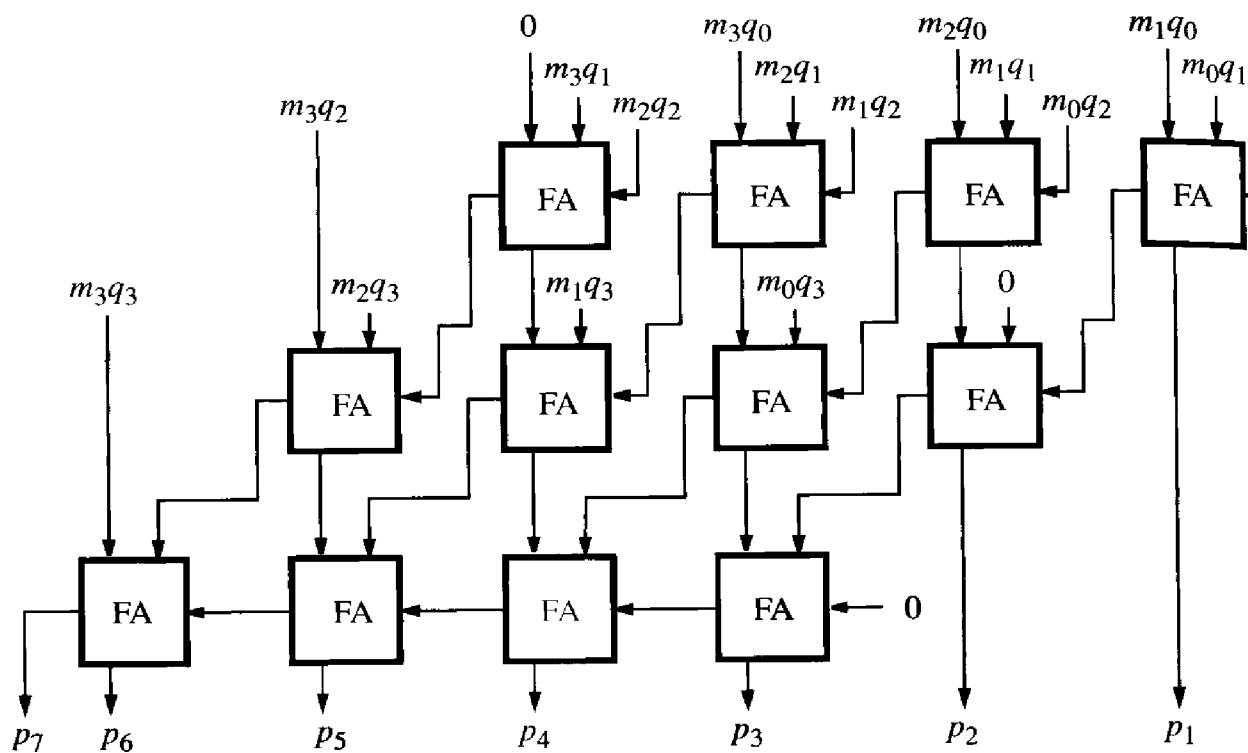 0 m₃q₀ m₂q₀ m₁q₀
m₃q₁ m₂q₁ m₁q₁ m₀q₁
m₃q₂ m₂q₂ m₁q₂ m₀q₂
FA FA FA FA
m₃q₃ m₂q₃ m₁q₃ m₀q₃ 0
FA FA FA FA
FA FA FA FA 0
p₇ p₆ p₅ p₄ p₃ p₂ p₁